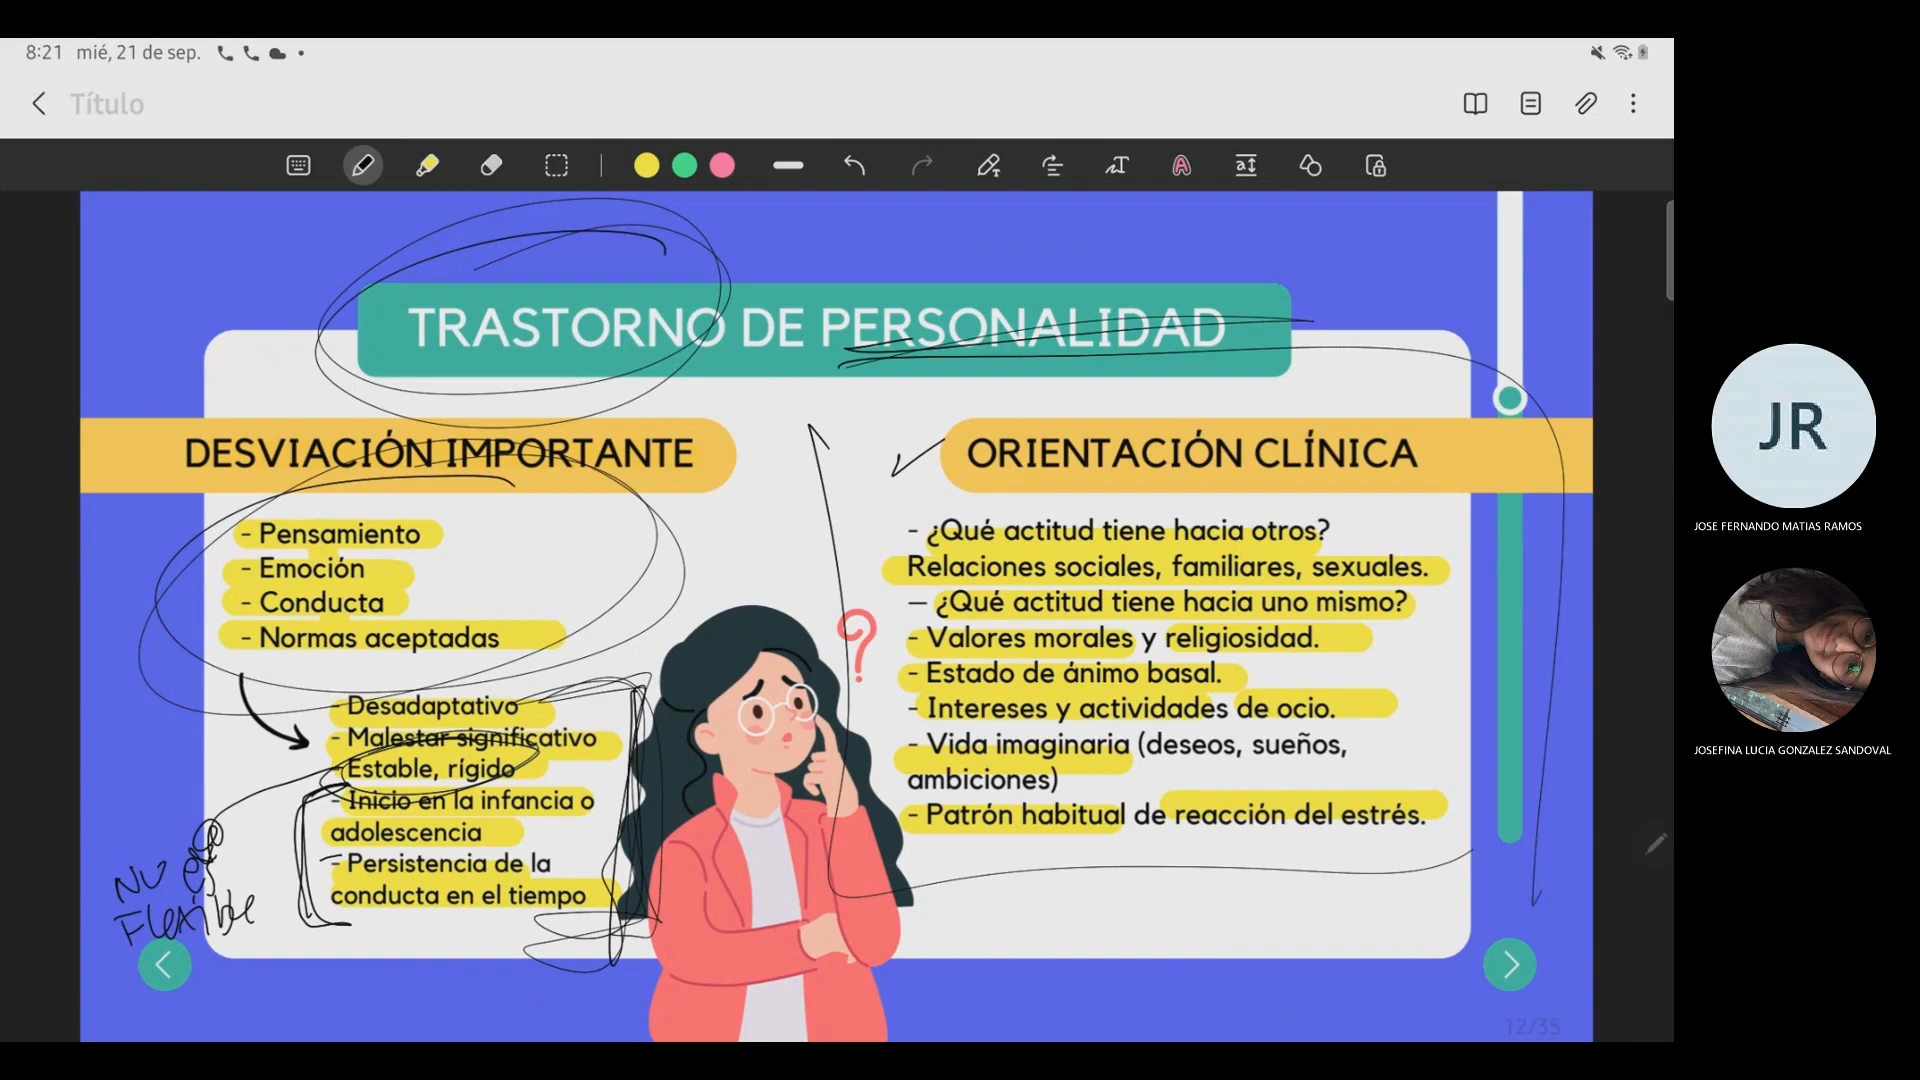 8:21 mié, 21 de sep.
Título
TRASTORNO DE PERSONALIDAD
DESVIACIÓN IMPORTANTE
- Pensamiento
- Emoción
- Conducta
- Normas aceptadas
- Desadaptativo
- Malestar significativo
- Estable, rígido
- Inicio en la infancia o
adolescencia
- Persistencia de la
conducta en el tiempo
NO es
Flexible
?
ORIENTACIÓN CLÍNICA
- ¿Qué actitud tiene hacia otros?
Relaciones sociales, familiares, sexuales.
– ¿Qué actitud tiene hacia uno mismo?
- Valores morales y religiosidad.
- Estado de ánimo basal.
- Intereses y actividades de ocio.
- Vida imaginaria (deseos, sueños,
ambiciones)
- Patrón habitual de reacción del estrés.
12/35
JR
JOSE FERNANDO MATIAS RAMOS
JOSEFINA LUCIA GONZALEZ SANDOVAL